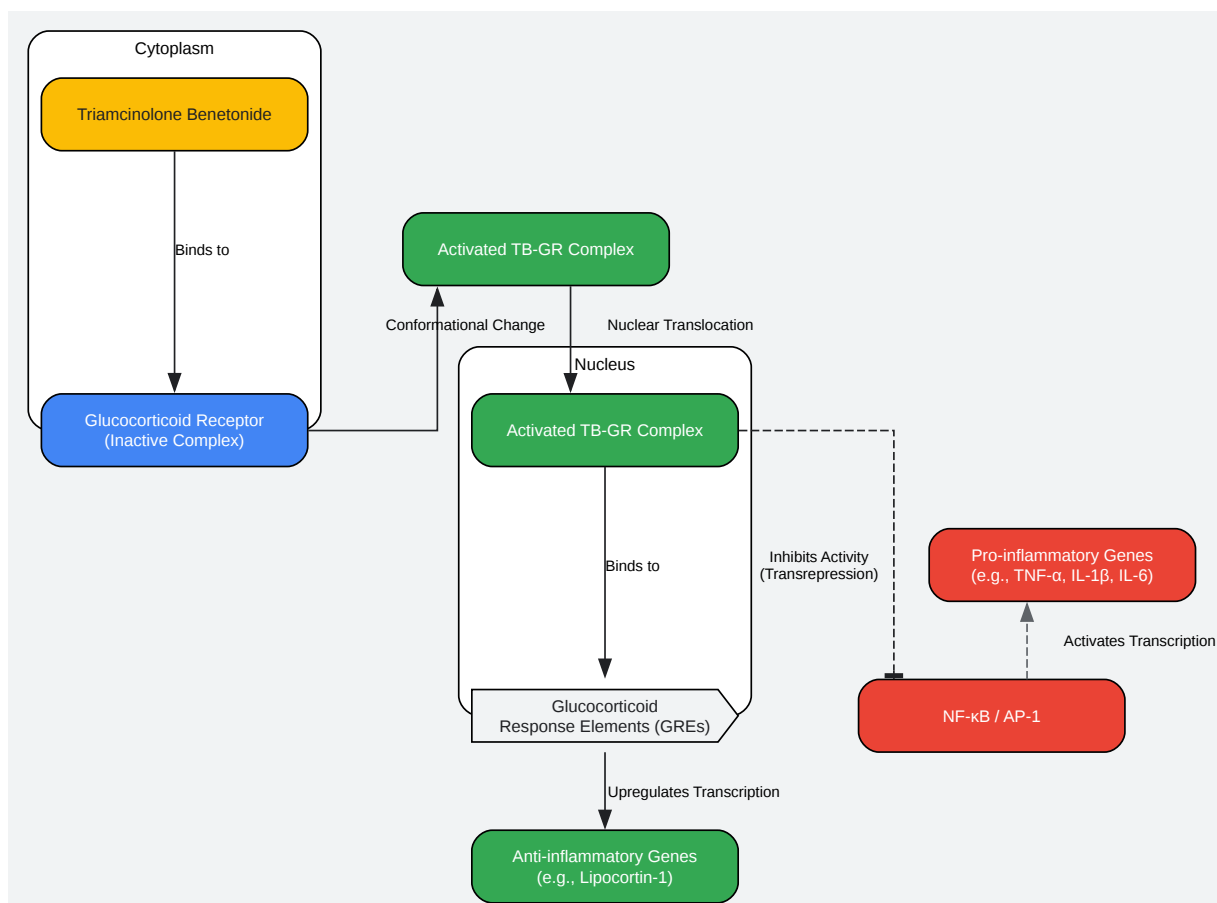 Cytoplasm
Triamcinolone Benetonide
Binds to
Glucocorticoid Receptor
(Inactive Complex)
Activated TB-GR Complex
Conformational Change
Nuclear Translocation
Nucleus
Activated TB-GR Complex
Binds to
Inhibits Activity
(Transrepression)
Pro-inflammatory Genes
(e.g., TNF-α, IL-1β, IL-6)
Activates Transcription
NF-κB / AP-1
Glucocorticoid
Response Elements (GREs)
Upregulates Transcription
Anti-inflammatory Genes
(e.g., Lipocortin-1)